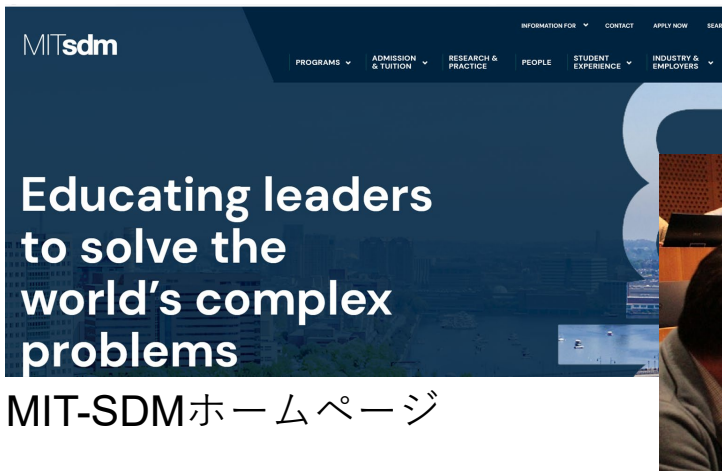 INFORMATION FOR CONTACT APPLY NOW
MITsdm
PROGRAMS ADMISSION & TUITION RESEARCH & PRACTICE PEOPLE STUDENT EXPERIENCE INDUSTRY & EMPLOYERS
Educating leaders
to solve the
world's complex
problems
MIT-SDMホームページ